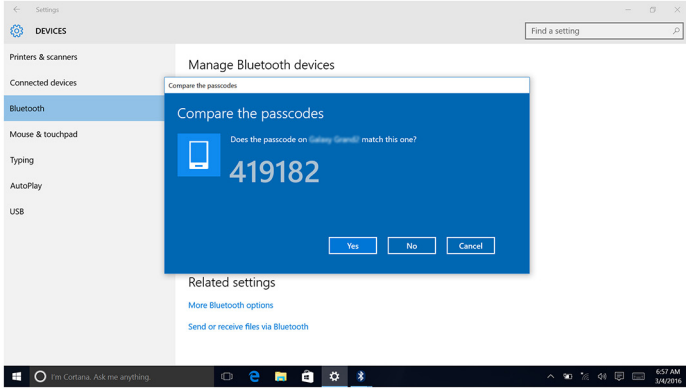 Settings
DEVICES
Find a setting
Printers & scanners
Connected devices
Bluetooth
Mouse & touchpad
Typing
AutoPlay
USB
Manage Bluetooth devices
Compare the passcodes
Compare the passcodes
Does the passcode on Galaxy Grand2 match this one?
419182
Yes No Cancel
Related settings
More Bluetooth options
Send or receive files via Bluetooth
I'm Cortana. Ask me anything.
6:57 AM
3/4/2016